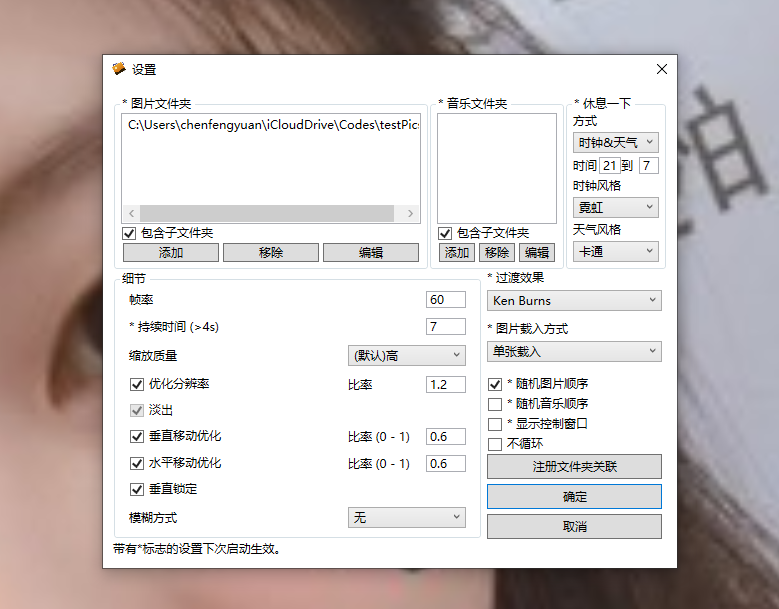 设置
* 图片文件夹
C:\Users\chenfengyuan\iCloudDrive\Codes\testPics
包含子文件夹
添加 移除 编辑
* 音乐文件夹
包含子文件夹
添加 移除 编辑
* 休息一下
方式
时钟&天气
时间 21 到 7
时钟风格
霓虹
天气风格
卡通
细节
帧率 60
* 持续时间 (>4s) 7
缩放质量 (默认)高
优化分辨率 比率 1.2
淡出
垂直移动优化 比率 (0 - 1) 0.6
水平移动优化 比率 (0 - 1) 0.6
垂直锁定
模糊方式 无
* 过渡效果
Ken Burns
* 图片载入方式
单张载入
* 随机图片顺序
* 随机音乐顺序
* 显示控制窗口
不循环
注册文件夹关联
确定
取消
带有*标志的设置下次启动生效。
柏